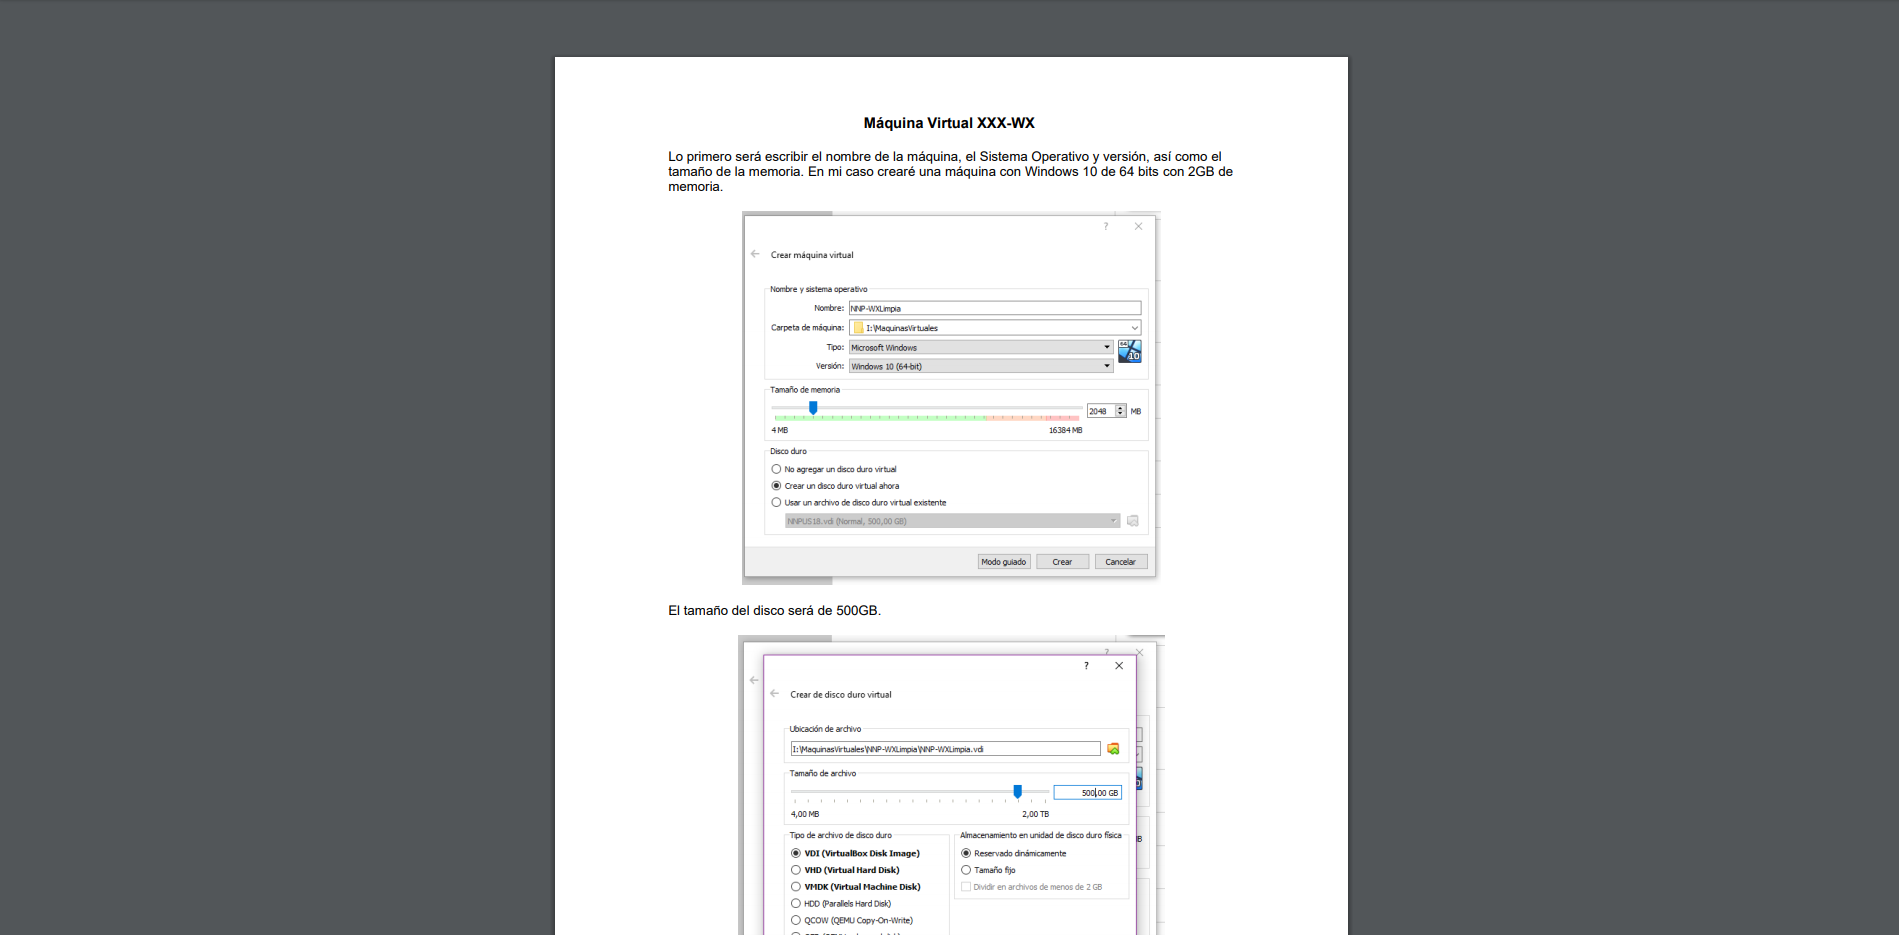 Máquina Virtual XXX-WX
Lo primero será escribir el nombre de la máquina, el Sistema Operativo y versión, así como el
tamaño de la memoria. En mi caso crearé una máquina con Windows 10 de 64 bits con 2GB de
memoria.
?
Crear máquina virtual
Nombre y sistema operativo
Nombre: NNP-WXLimpia
Carpeta de máquina: I:\MaquinasVirtuales
Tipo: Microsoft Windows
64
10
Versión: Windows 10 (64-bit)
Tamaño de memoria
2048 MB
4 MB 16384 MB
Disco duro
No agregar un disco duro virtual
Crear un disco duro virtual ahora
Usar un archivo de disco duro virtual existente
NNPUS18.vdi (Normal, 500,00 GB)
Modo guiado Crear Cancelar
El tamaño del disco será de 500GB.
?
?
Crear de disco duro virtual
Ubicación de archivo
I:\MaquinasVirtuales\NNP-WXLimpia\NNP-WXLimpia.vdi
Tamaño de archivo
500,00 GB
4,00 MB 2,00 TB
Tipo de archivo de disco duro Almacenamiento en unidad de disco duro física
VDI (VirtualBox Disk Image) Reservado dinámicamente
VHD (Virtual Hard Disk) Tamaño fijo
VMDK (Virtual Machine Disk) Dividir en archivos de menos de 2 GB
HDD (Parallels Hard Disk)
QCOW (QEMU Copy-On-Write)